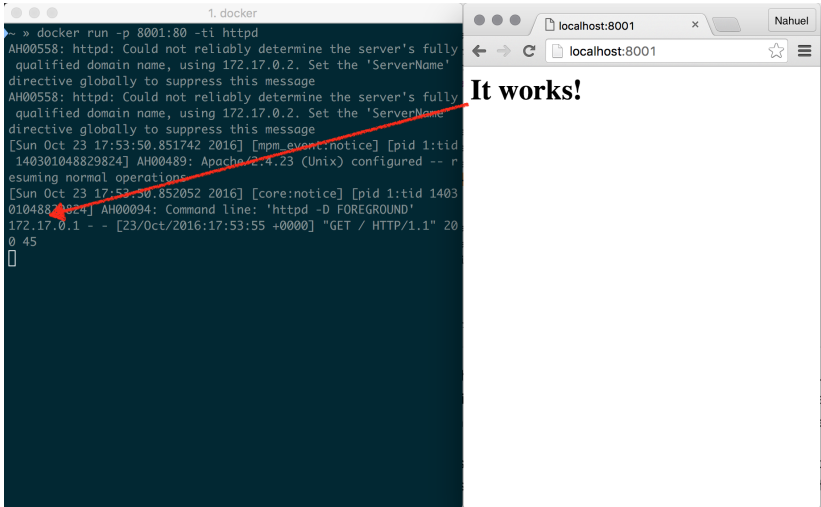 1. docker
~ » docker run -p 8001:80 -ti httpd
AH00558: httpd: Could not reliably determine the server's fully
qualified domain name, using 172.17.0.2. Set the 'ServerName'
directive globally to suppress this message
AH00558: httpd: Could not reliably determine the server's fully
qualified domain name, using 172.17.0.2. Set the 'ServerName'
directive globally to suppress this message
[Sun Oct 23 17:53:50.851742 2016] [mpm_event:notice] [pid 1:tid
140301048829824] AH00489: Apache/2.4.23 (Unix) configured -- r
esuming normal operations
[Sun Oct 23 17:53:50.852052 2016] [core:notice] [pid 1:tid 1403
01048829824] AH00094: Command line: 'httpd -D FOREGROUND'
172.17.0.1 - - [23/Oct/2016:17:53:55 +0000] "GET / HTTP/1.1" 20
0 45
localhost:8001
Nahuel
localhost:8001
It works!